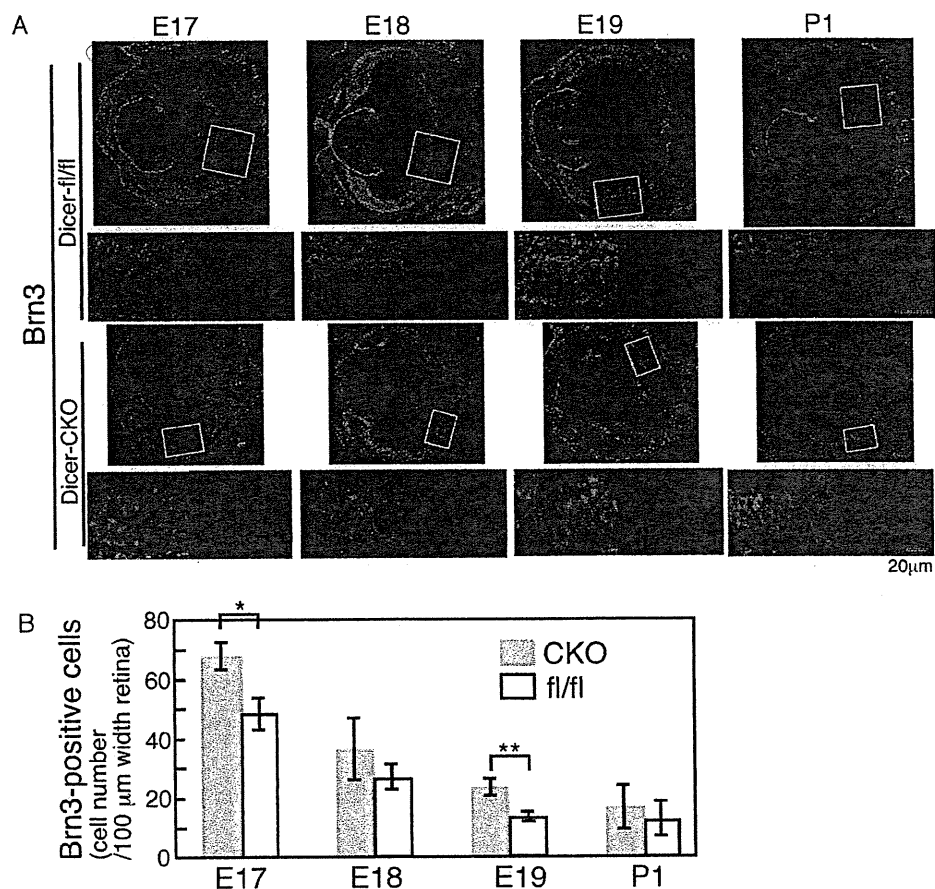 A
E17 E18 E19 P1
Brn3
Dicer-fl/fl
Dicer-CKO
20μm
B
Brn3-positive cells
(cell number
/100 μm width retina)
80
60
40
20
0
*
**
CKO
fl/fl
E17 E18 E19 P1